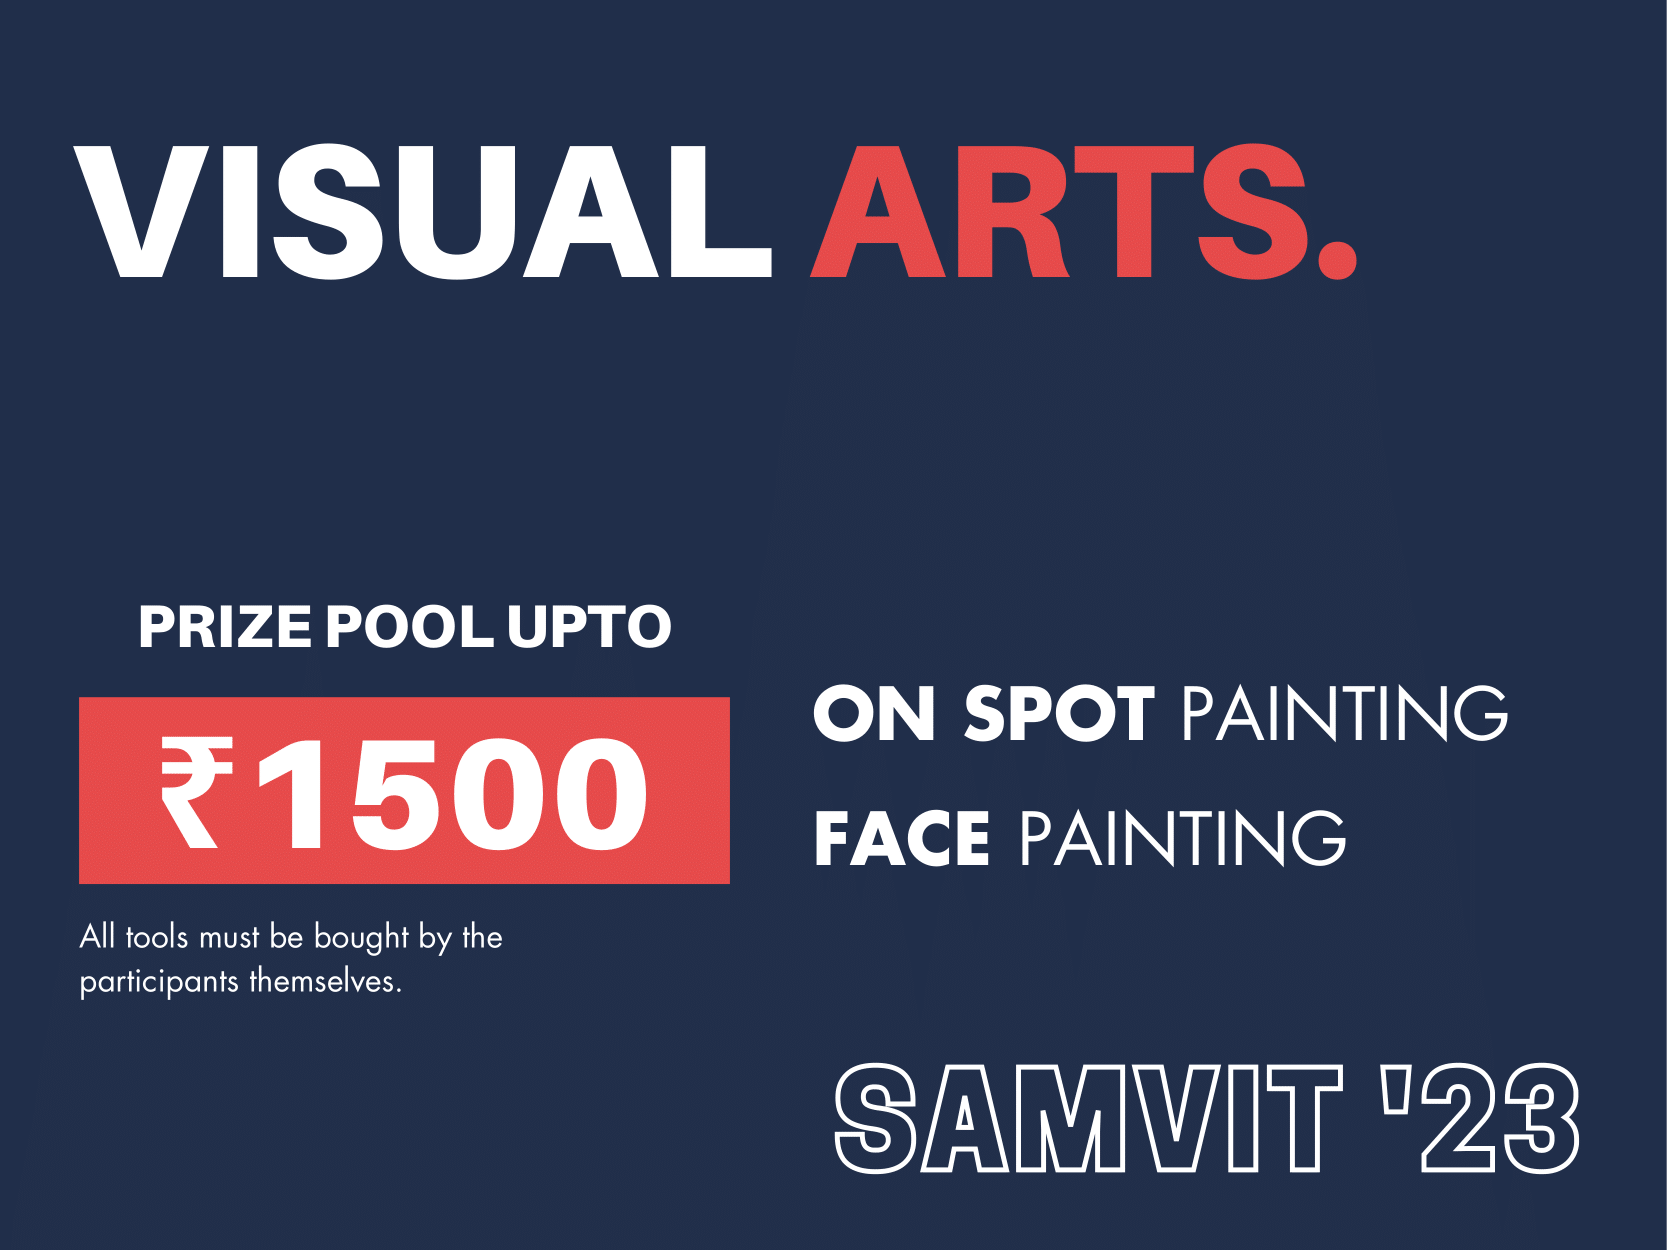 VISUAL ARTS.
PRIZE POOL UPTO
₹1500
All tools must be bought by the
participants themselves.
ON SPOT PAINTING
FACE PAINTING
SAMVIT '23